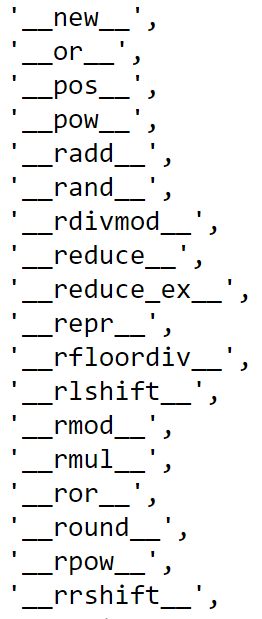 '__new__',
'__or__',
'__pos__',
'__pow__',
'__radd__',
'__rand__',
'__rdivmod__',
'__reduce__',
'__reduce_ex__',
'__repr__',
'__rfloordiv__',
'__rlshift__',
'__rmod__',
'__rmul__',
'__ror__',
'__round__',
'__rpow__',
'__rrshift__',